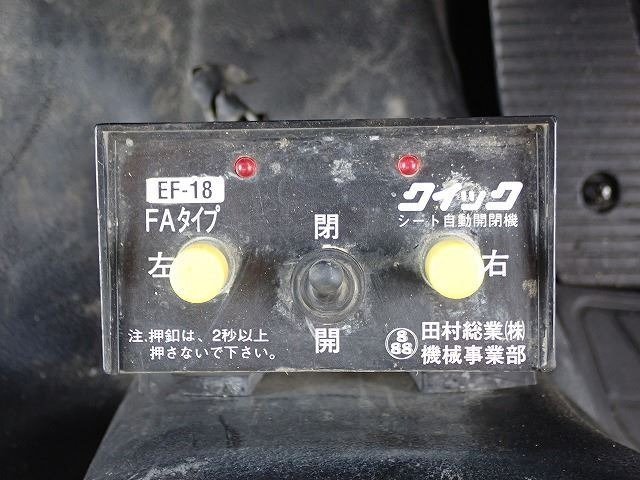 EF-18
FAタイプ
クイック
シート自動開閉機
閉
左
右
開
注.押釦は、2秒以上
押さないで下さい。
8
88
田村総業㈱
機械事業部